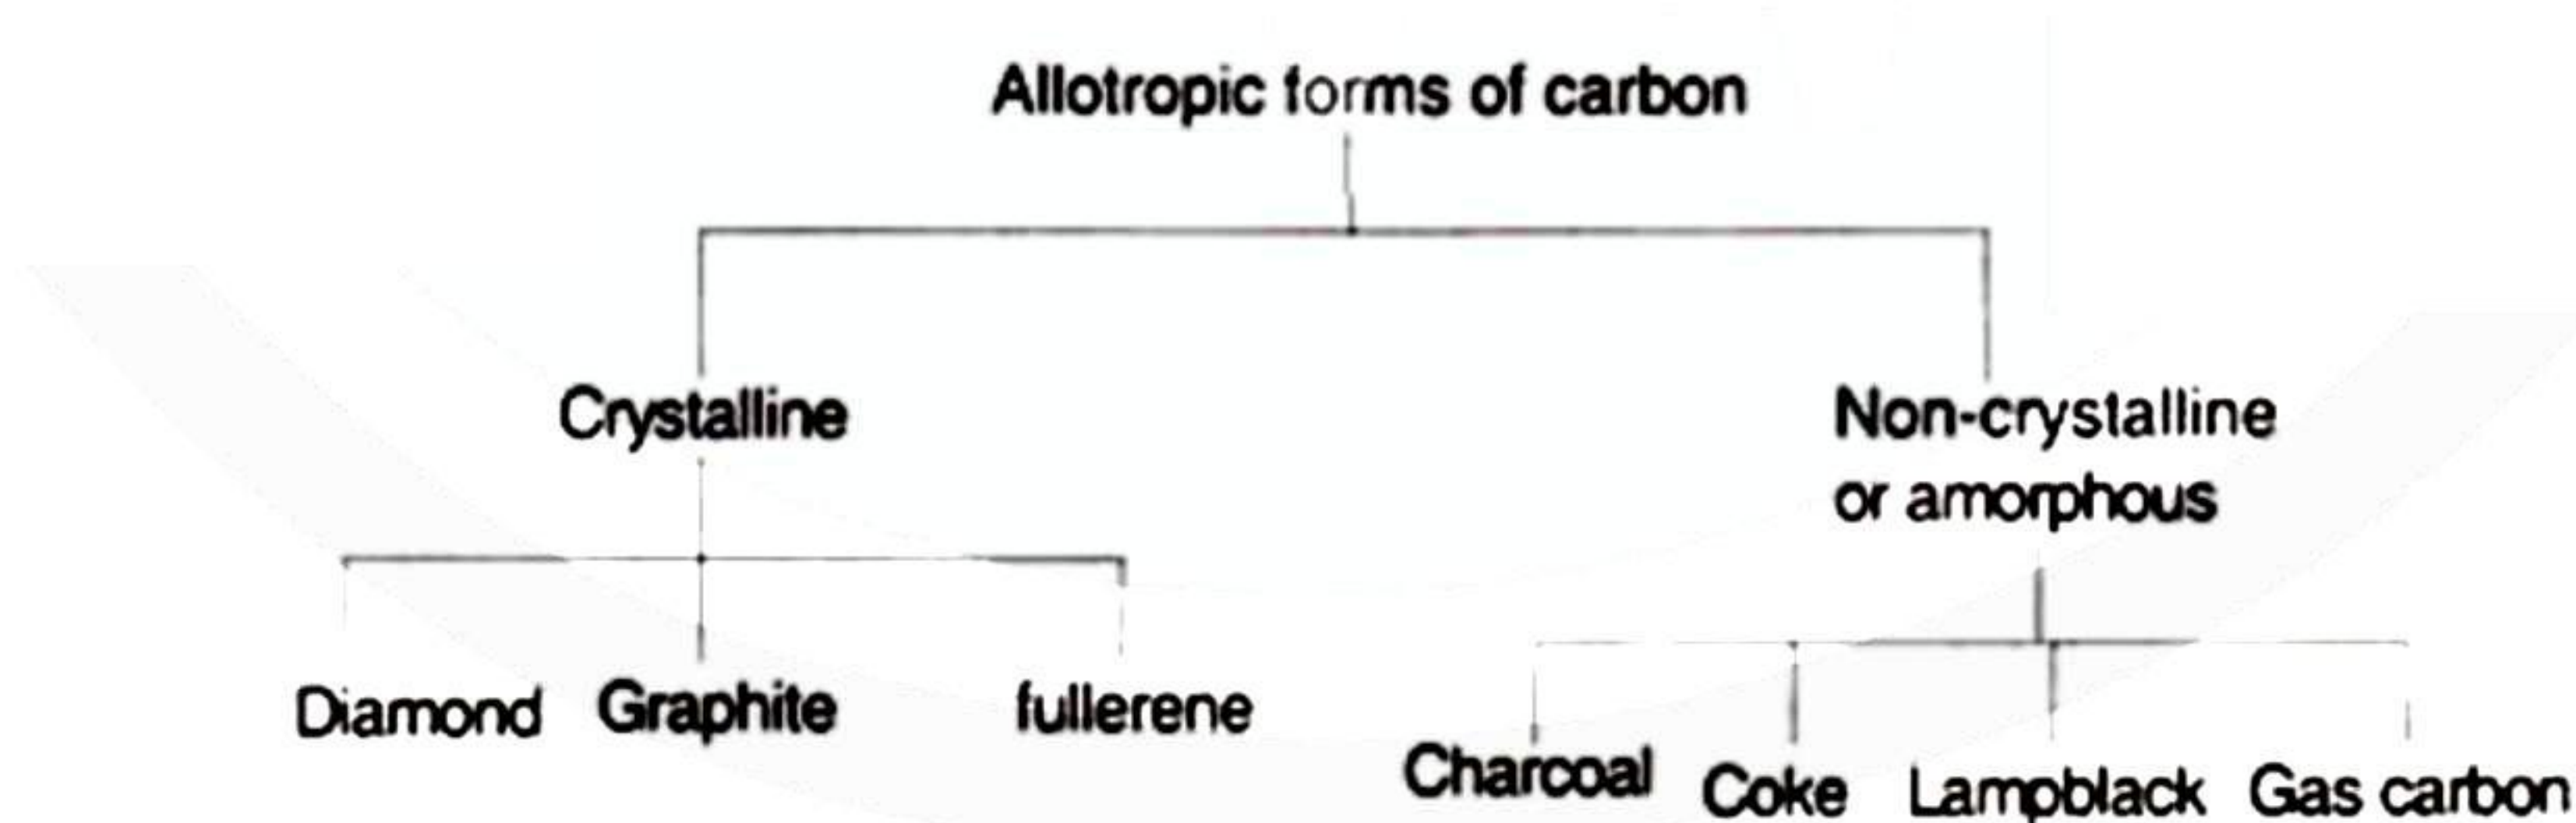 Allotropic forms of carbon
Crystalline
Non-crystalline
or amorphous
Diamond
Graphite
fullerene
Charcoal
Coke
Lampblack
Gas carbon